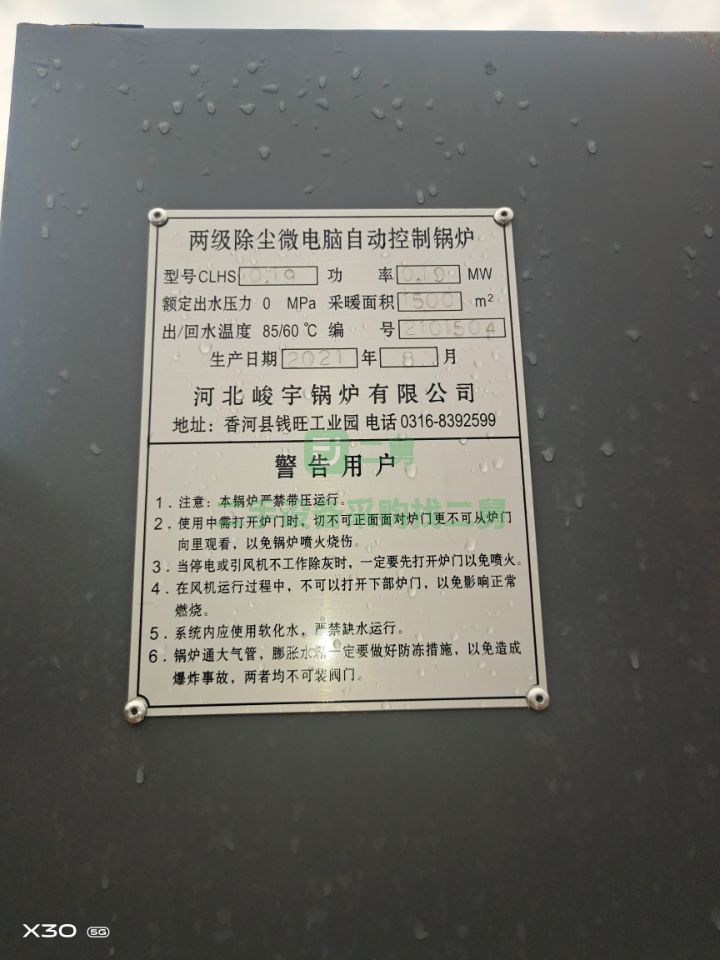 两级除尘微电脑自动控制锅炉
型号CLHS 0.19 功 率 0.19 MW
额定出水压力 0 MPa 采暖面积 1500 m²
出/回水温度 85/60℃ 编 号 2101504
生产日期 2021 年 8 月
河北峻宇锅炉有限公司
地址：香河县钱旺工业园 电话 0316-8392599
二舅
警告用户
二手设备采购找二舅
1．注意：本锅炉严禁带压运行。
2．使用中需打开炉门时、切不可正面面对炉门更不可从炉门
向里观看，以免锅炉喷火烧伤。
3．当停电或引风机不工作除灰时，一定要先打开炉门以免喷火。
4．在风机运行过程中，不可以打开下部炉门，以免影响正常
燃烧。
5．系统内应使用软化水，严禁缺水运行。
6．锅炉通大气管，膨胀水箱一定要做好防冻措施，以免造成
爆炸事故，两者均不可装阀门。
X30 5G